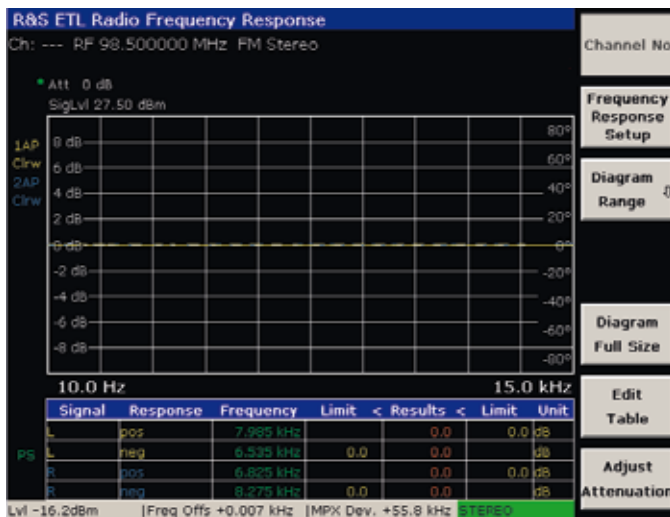 R&S ETL Radio Frequency Response
Ch: --- RF 98.500000 MHz FM Stereo
Att 0 dB
SigLvl 27.50 dBm
1AP
Clrw
2AP
Clrw
8 dB
6 dB
4 dB
2 dB
0 dB
-2 dB
-4 dB
-6 dB
-8 dB
80°
60°
40°
20°
0°
-20°
-40°
-60°
-80°
10.0 Hz 15.0 kHz
Signal Response Frequency Limit < Results < Limit Unit
L pos 7.985 kHz 0.0 0.0 dB
L neg 6.535 kHz 0.0 0.0 dB
R pos 6.825 kHz 0.0 0.0 dB
R neg 8.275 kHz 0.0 0.0 dB
PS
Lvl -16.2dBm |Freq Offs +0.007 kHz |MPX Dev. +55.8 kHz STEREO
Channel No
Frequency
Response
Setup
Diagram
Range
Diagram
Full Size
Edit
Table
Adjust
Attenuation